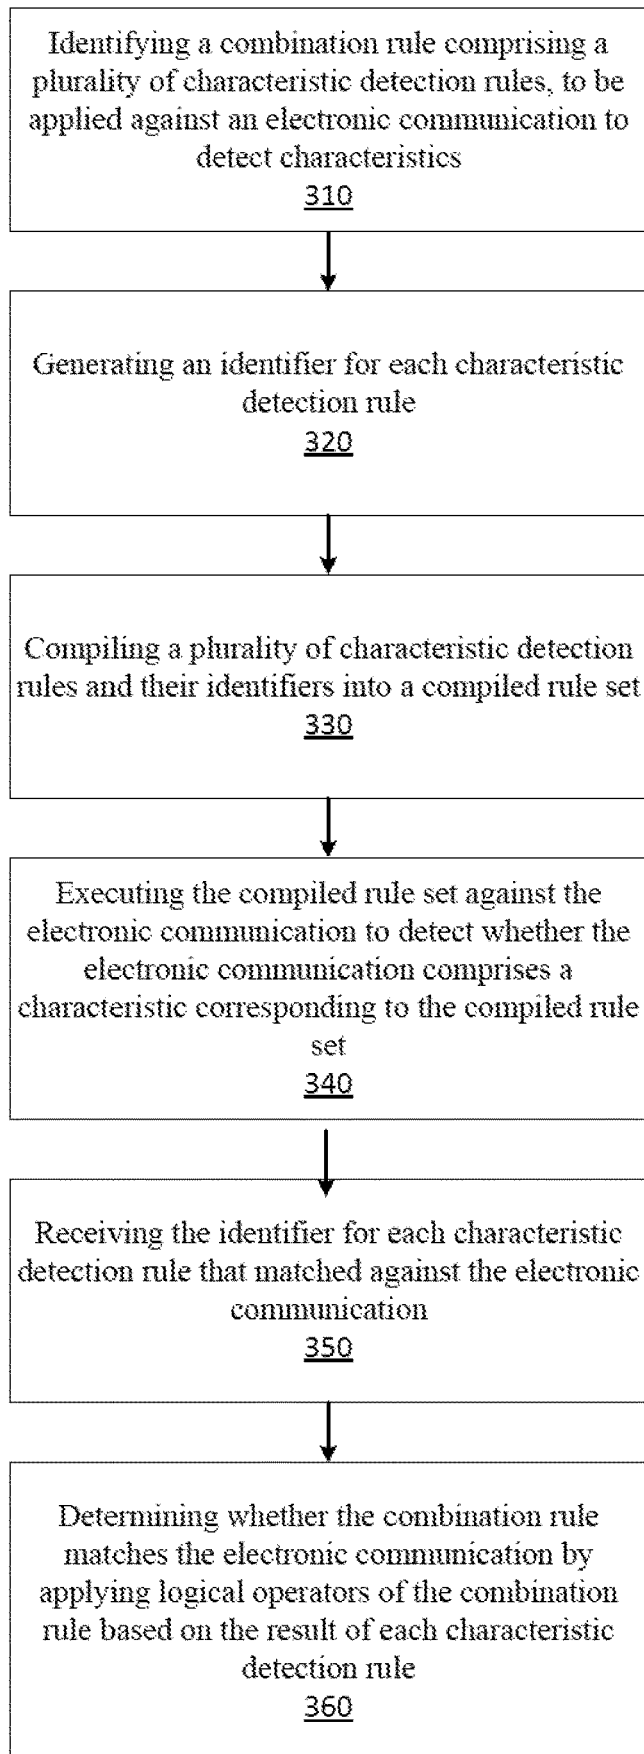 Identifying a combination rule comprising a
plurality of characteristic detection rules, to be
applied against an electronic communication to
detect characteristics
310
Generating an identifier for each characteristic
detection rule
320
Compiling a plurality of characteristic detection
rules and their identifiers into a compiled rule set
330
Executing the compiled rule set against the
electronic communication to detect whether the
electronic communication comprises a
characteristic corresponding to the compiled rule
set
340
Receiving the identifier for each characteristic
detection rule that matched against the electronic
communication
350
Determining whether the combination rule
matches the electronic communication by
applying logical operators of the combination
rule based on the result of each characteristic
detection rule
360